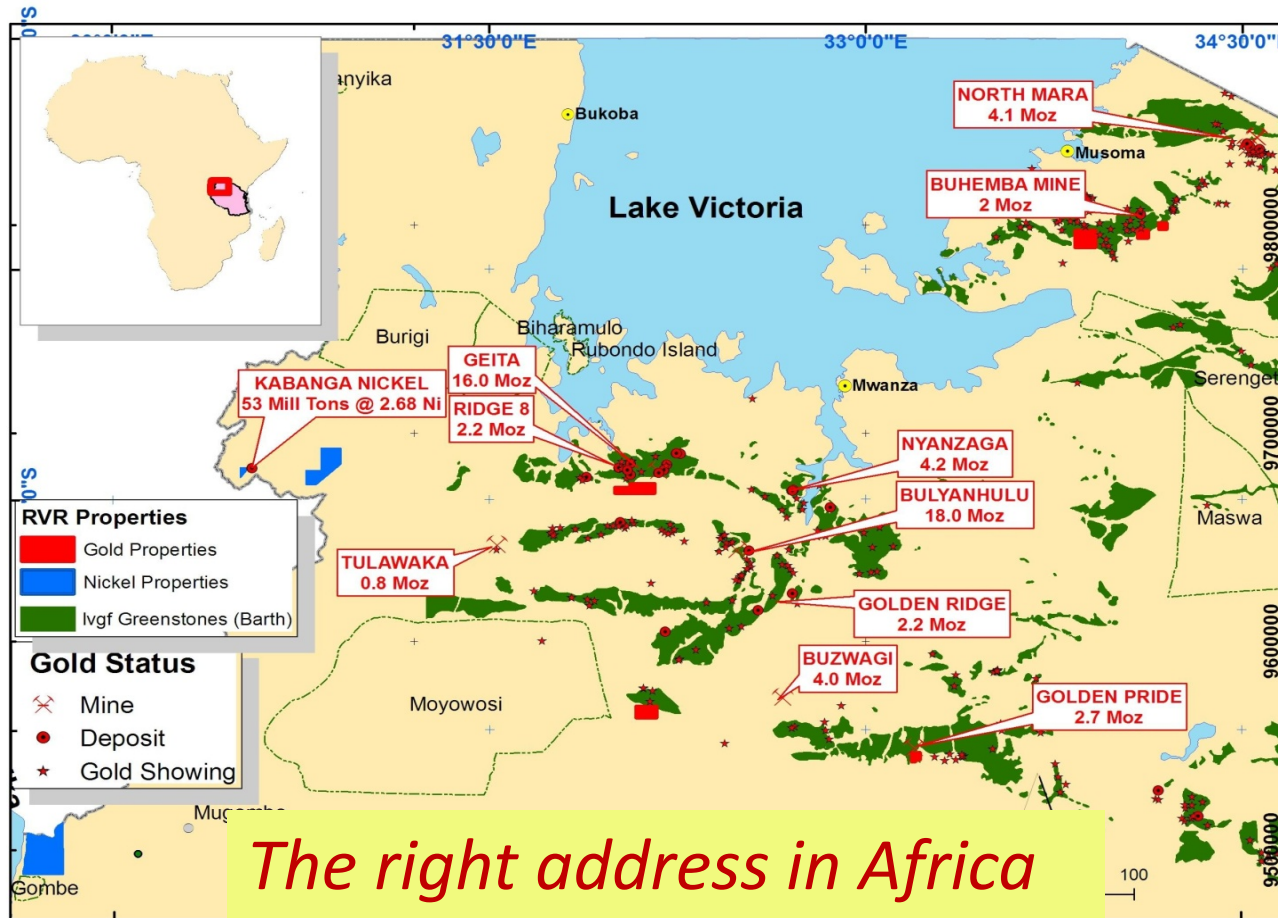 31°30'0"E
33°0'0"E
34°30'0"
anyika
Bukoba
NORTH MARA
4.1 Moz
Musoma
BUHEMBA MINE
2 Moz
Lake Victoria
9800000
Burigi
Biharamulo
Rubondo Island
GEITA
16.0 Moz
KABANGA NICKEL
53 Mill Tons @ 2.68 Ni
RIDGE 8
2.2 Moz
Mwanza
Serenget
NYANZAGA
4.2 Moz
9700000
BULYANHULU
18.0 Moz
Maswa
RVR Properties
Gold Properties
Nickel Properties
lvgf Greenstones (Barth)
TULAWAKA
0.8 Moz
GOLDEN RIDGE
2.2 Moz
9600000
Gold Status
Mine
Deposit
Gold Showing
BUZWAGI
4.0 Moz
Moyowosi
GOLDEN PRIDE
2.7 Moz
9500000
The right address in Africa
100
Gombe